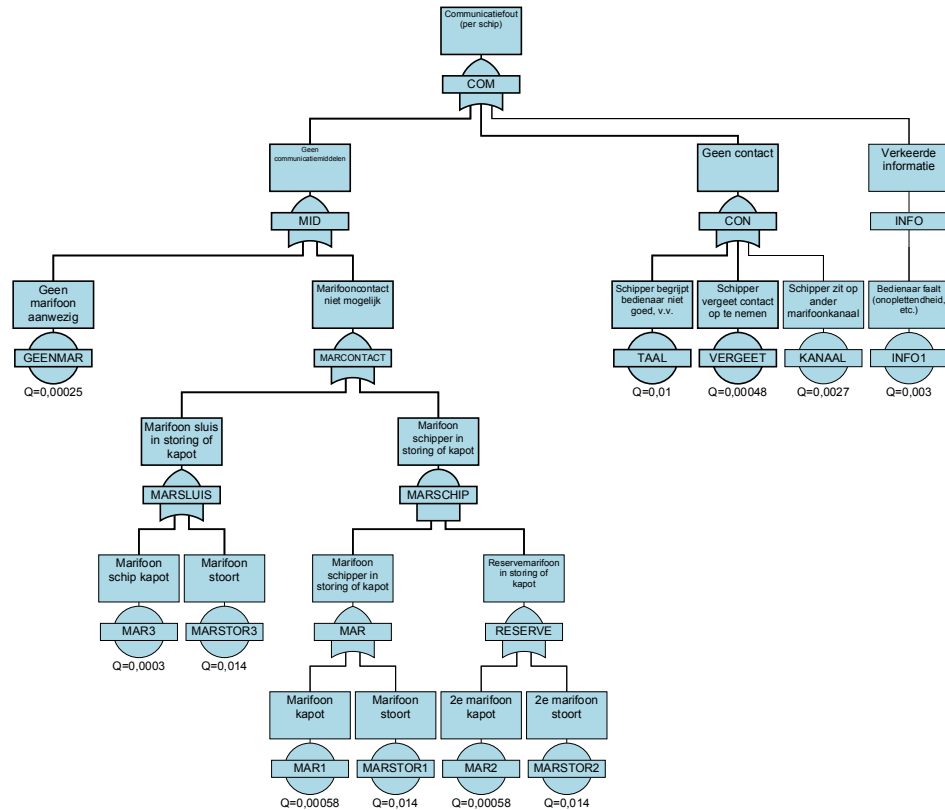 Communicatiefout
(per schip)
COM
Geen
communicatiemiddelen
MID
Geen contact
CON
Verkeerde
informatie
INFO
Geen
marifoon
aanwezig
GEENMAR
Q=0,00025
Marifooncontact
niet mogelijk
MARCONTACT
Schipper begrijpt
bedienaar niet
goed, v.v.
TAAL
Q=0,01
Schipper
vergeet contact
op te nemen
VERGEET
Q=0,00048
Schipper zit op
ander
marifoonkanaal
KANAAL
Q=0,0027
Bedienaar faalt
(onoplettendheid,
etc.)
INFO1
Q=0,003
Marifoon sluis
in storing of
kapot
MARSLUIS
Marifoon
schipper in
storing of kapot
MARSCHIP
Marifoon
schip kapot
MAR3
Q=0,0003
Marifoon
stoort
MARSTOR3
Q=0,014
Marifoon
schipper in
storing of kapot
MAR
Reservemarifoon
in storing of
kapot
RESERVE
Marifoon
kapot
MAR1
Q=0,00058
Marifoon
stoort
MARSTOR1
Q=0,014
2e marifoon
kapot
MAR2
Q=0,00058
2e marifoon
stoort
MARSTOR2
Q=0,014